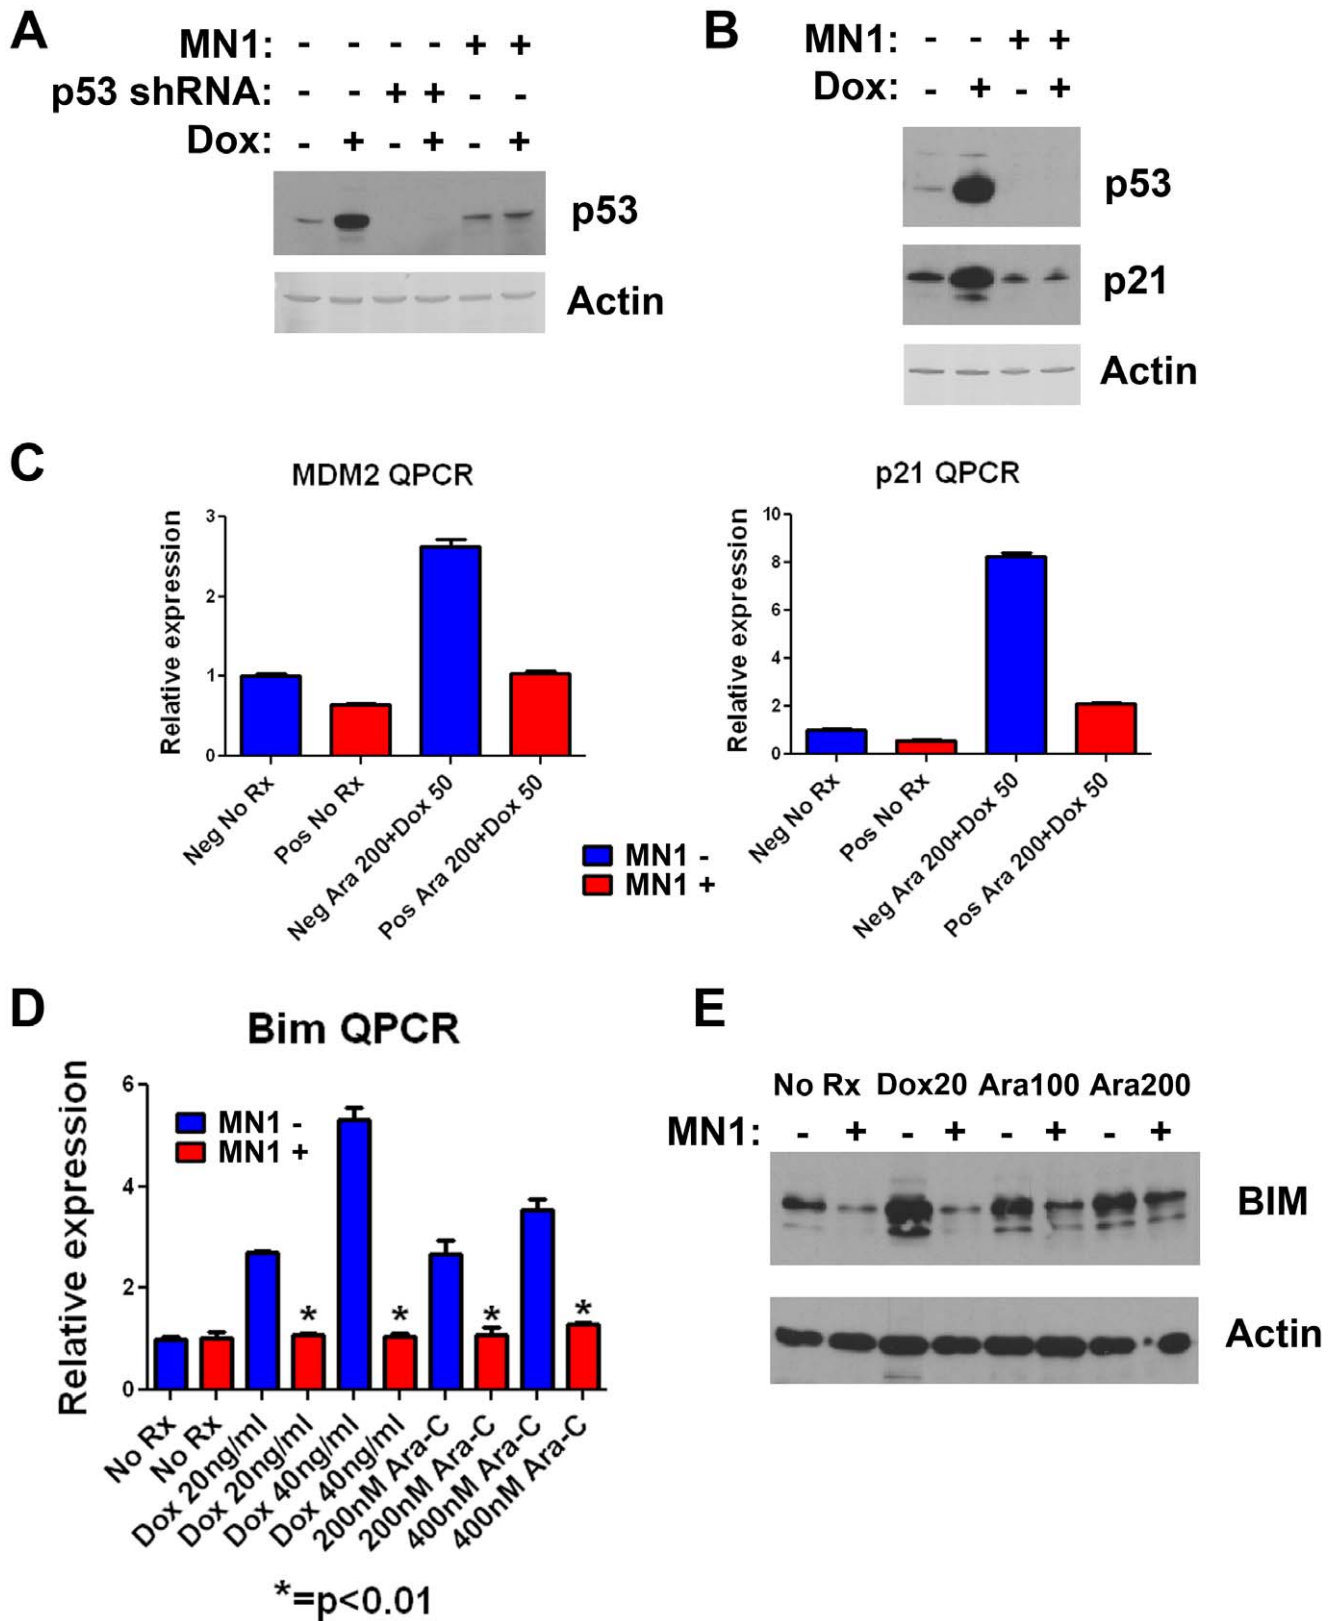 A
MN1: - - - - + +
p53 shRNA: - - + + - -
Dox: - + - + - +
p53
Actin
B
MN1: - - + +
Dox: - + - +
p53
p21
Actin
C
MDM2 QPCR
Relative expression
3
2
1
0
Neg No Rx
Pos No Rx
Neg Ara 200+Dox 50
Pos Ara 200+Dox 50
p21 QPCR
Relative expression
10
8
6
4
2
0
Neg No Rx
Pos No Rx
Neg Ara 200+Dox 50
Pos Ara 200+Dox 50
MN1 -
MN1 +
D
Bim QPCR
Relative expression
6
4
2
0
MN1 -
MN1 +
* * * *
No Rx
No Rx
Dox 20ng/ml
Dox 20ng/ml
Dox 40ng/ml
Dox 40ng/ml
200nM Ara-C
200nM Ara-C
400nM Ara-C
400nM Ara-C
*=p<0.01
E
No Rx Dox20 Ara100 Ara200
MN1: - + - + - + - +
BIM
Actin